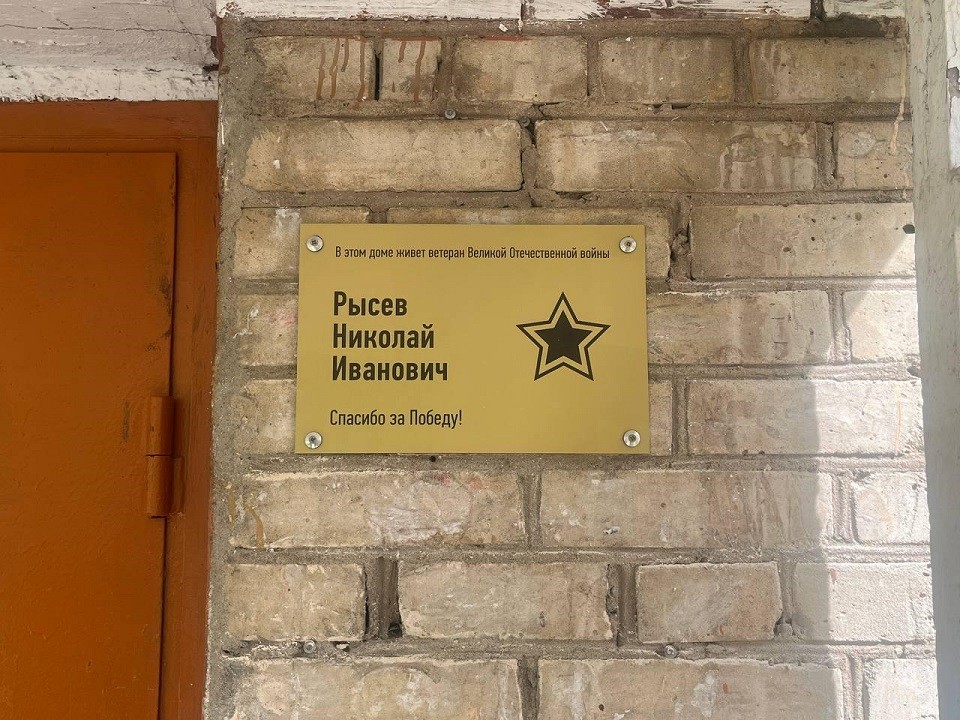 В этом доме живет ветеран Великой Отечественной войны
Рысев
Николай
Иванович
Спасибо за Победу!